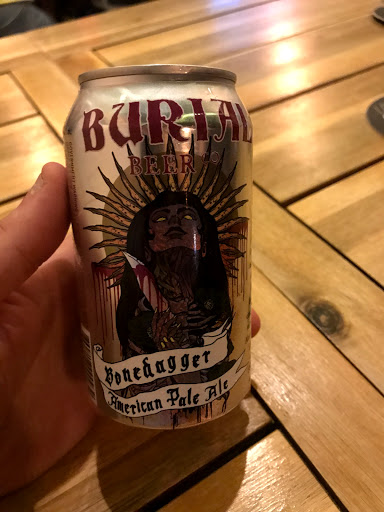 BURIAL
BEER CO
Bonedagger
American Pale Ale